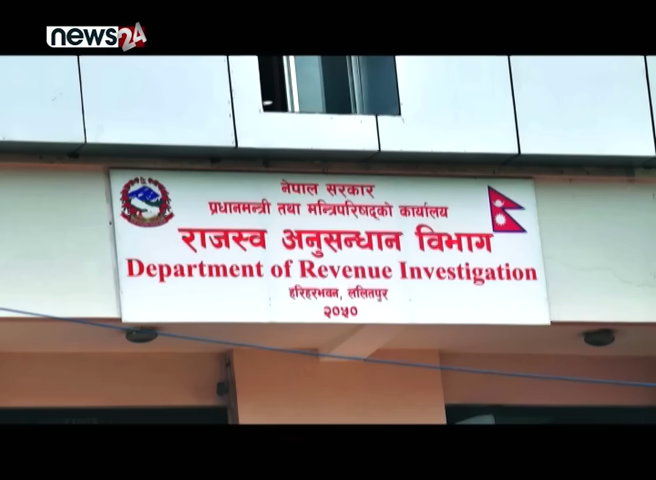 news24
नेपाल सरकार
प्रधानमन्त्री तथा मन्त्रिपरिषद्को कार्यालय
राजस्व अनुसन्धान विभाग
Department of Revenue Investigation
हरिहरभवन, ललितपुर
२०५०